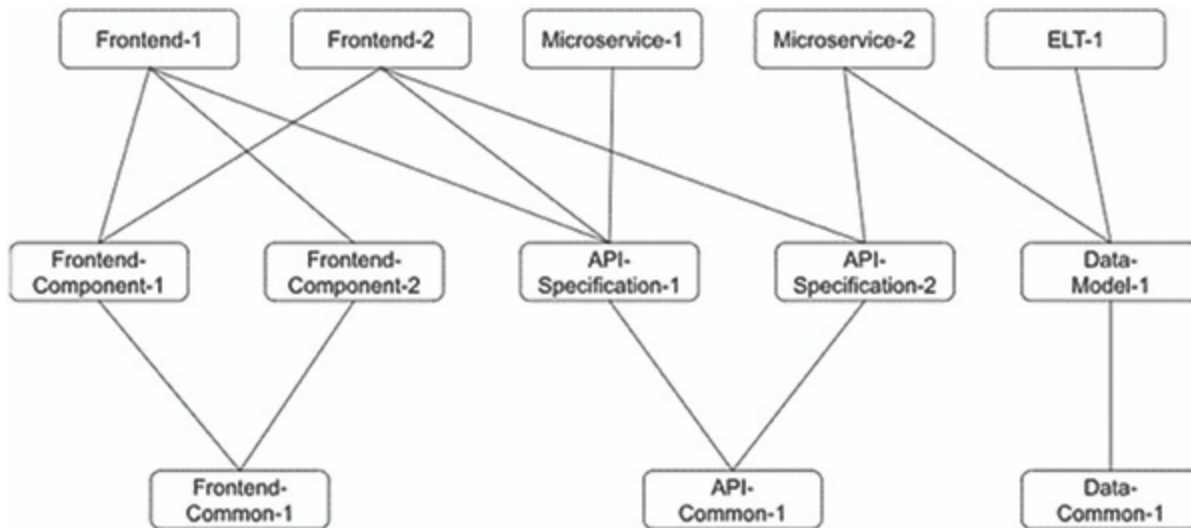 Frontend-1
Frontend-2
Microservice-1
Microservice-2
ELT-1
Frontend-
Component-1
Frontend-
Component-2
API-
Specification-1
API-
Specification-2
Data-
Model-1
Frontend-
Common-1
API-
Common-1
Data-
Common-1